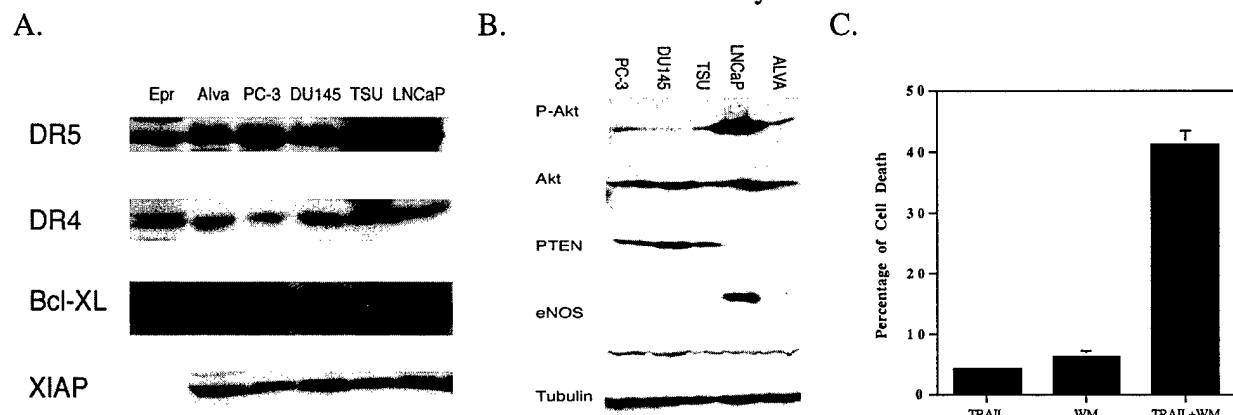 A.
Epr Alva PC-3 DU145 TSU LNCaP
DR5
DR4
Bcl-XL
XIAP
B.
PC-3 DU145 TSU LNCaP ALVA
P-Akt
Akt
PTEN
eNOS
Tubulin
C.
Percentage of Cell Death
50
40
30
20
10
0
TRAIL WM TRAIL+WM